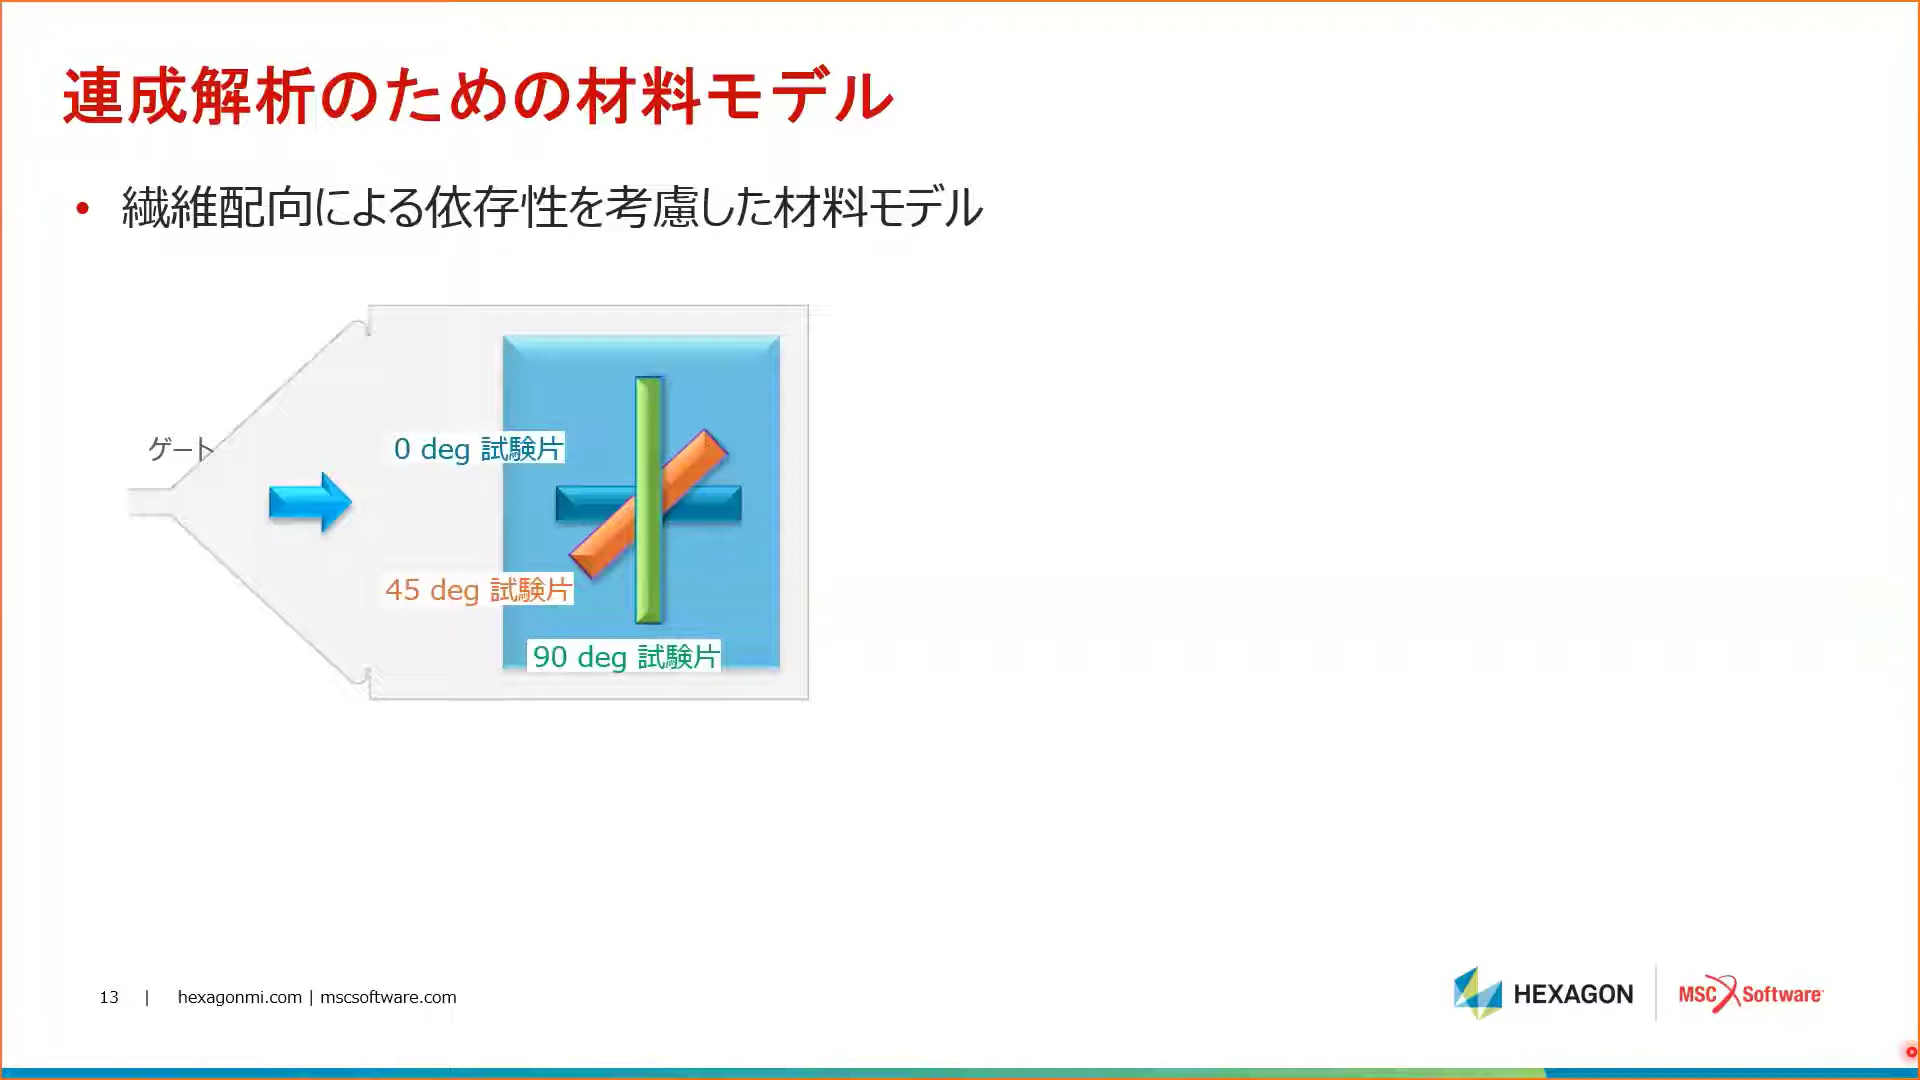 連成解析のための材料モデル
• 繊維配向による依存性を考慮した材料モデル
ゲート
0 deg 試験片
45 deg 試験片
90 deg 試験片
13 | hexagonmi.com | mscsoftware.com
HEXAGON
MSC Software